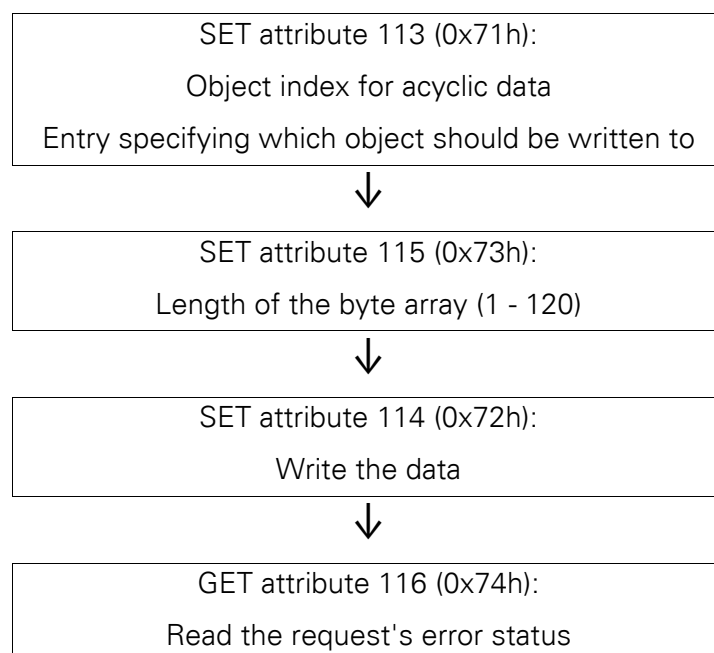 SET attribute 113 (0x71h):
Object index for acyclic data
Entry specifying which object should be written to
SET attribute 115 (0x73h):
Length of the byte array (1 - 120)
SET attribute 114 (0x72h):
Write the data
GET attribute 116 (0x74h):
Read the request's error status